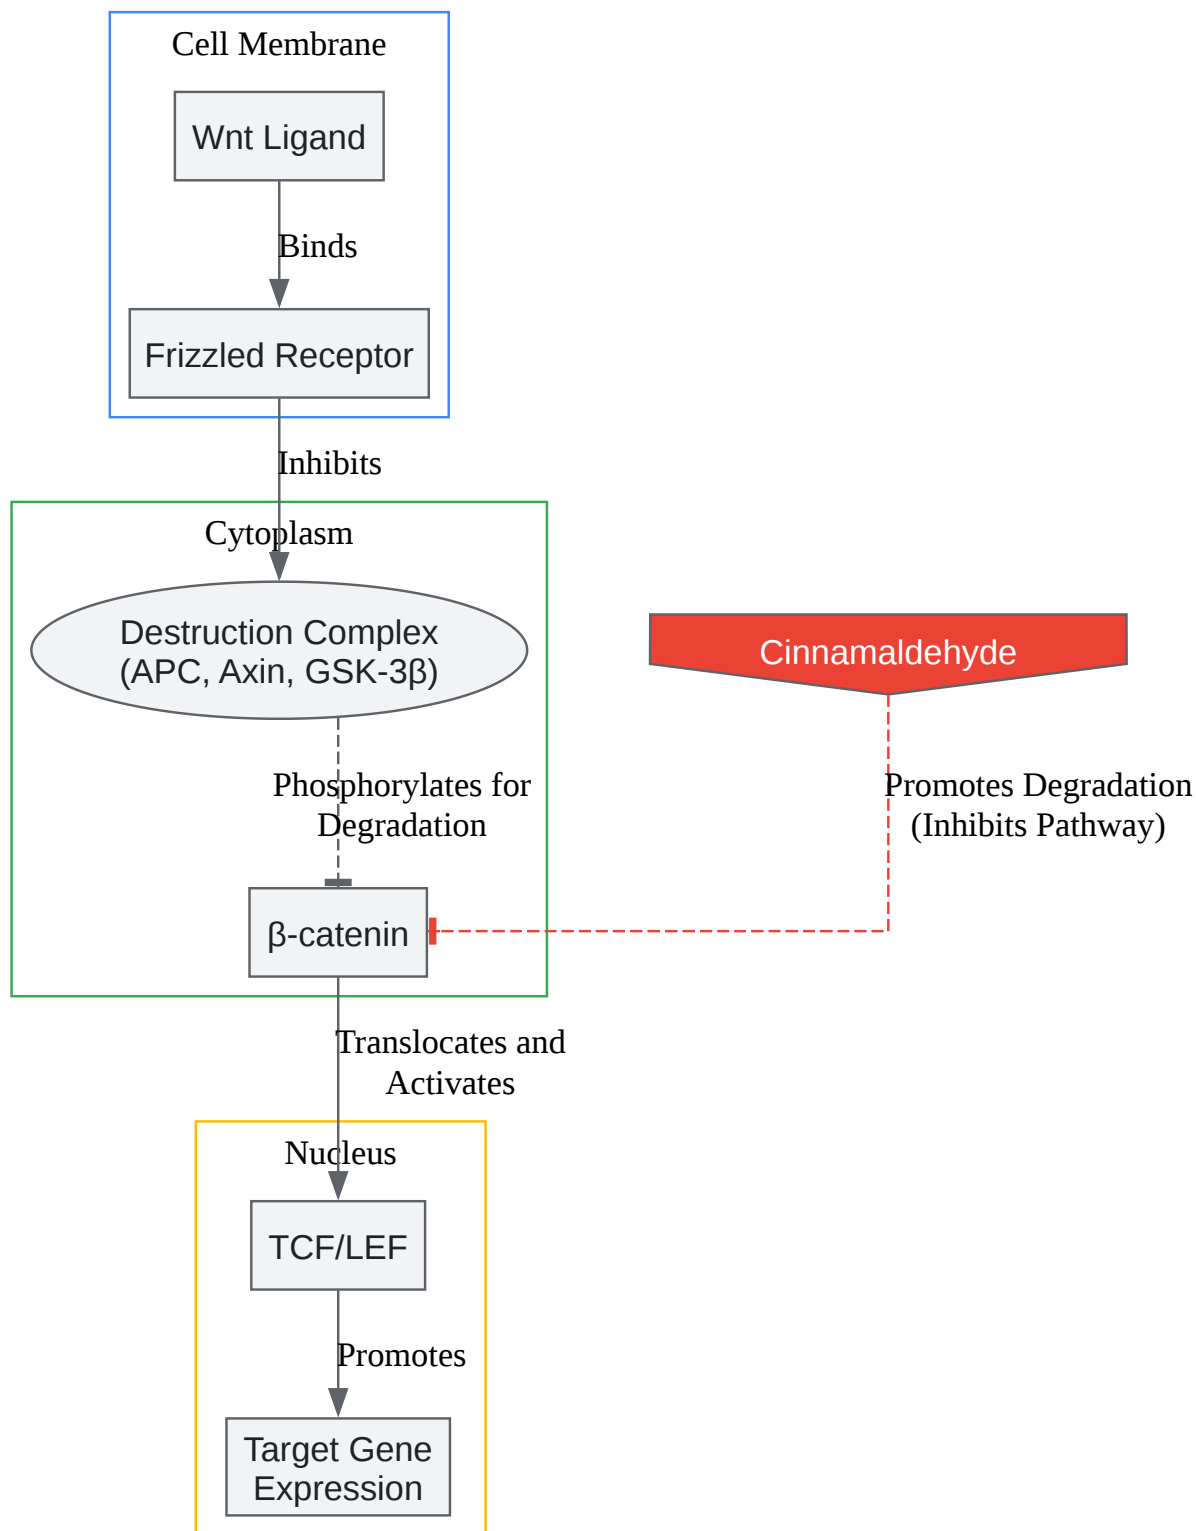 Cell Membrane
Wnt Ligand
Binds
Frizzled Receptor
Inhibits
Cytoplasm
Destruction Complex
(APC, Axin, GSK-3β)
Cinnamaldehyde
Phosphorylates for
Degradation
Promotes Degradation
(Inhibits Pathway)
β-catenin
Translocates and
Activates
Nucleus
TCF/LEF
Promotes
Target Gene
Expression